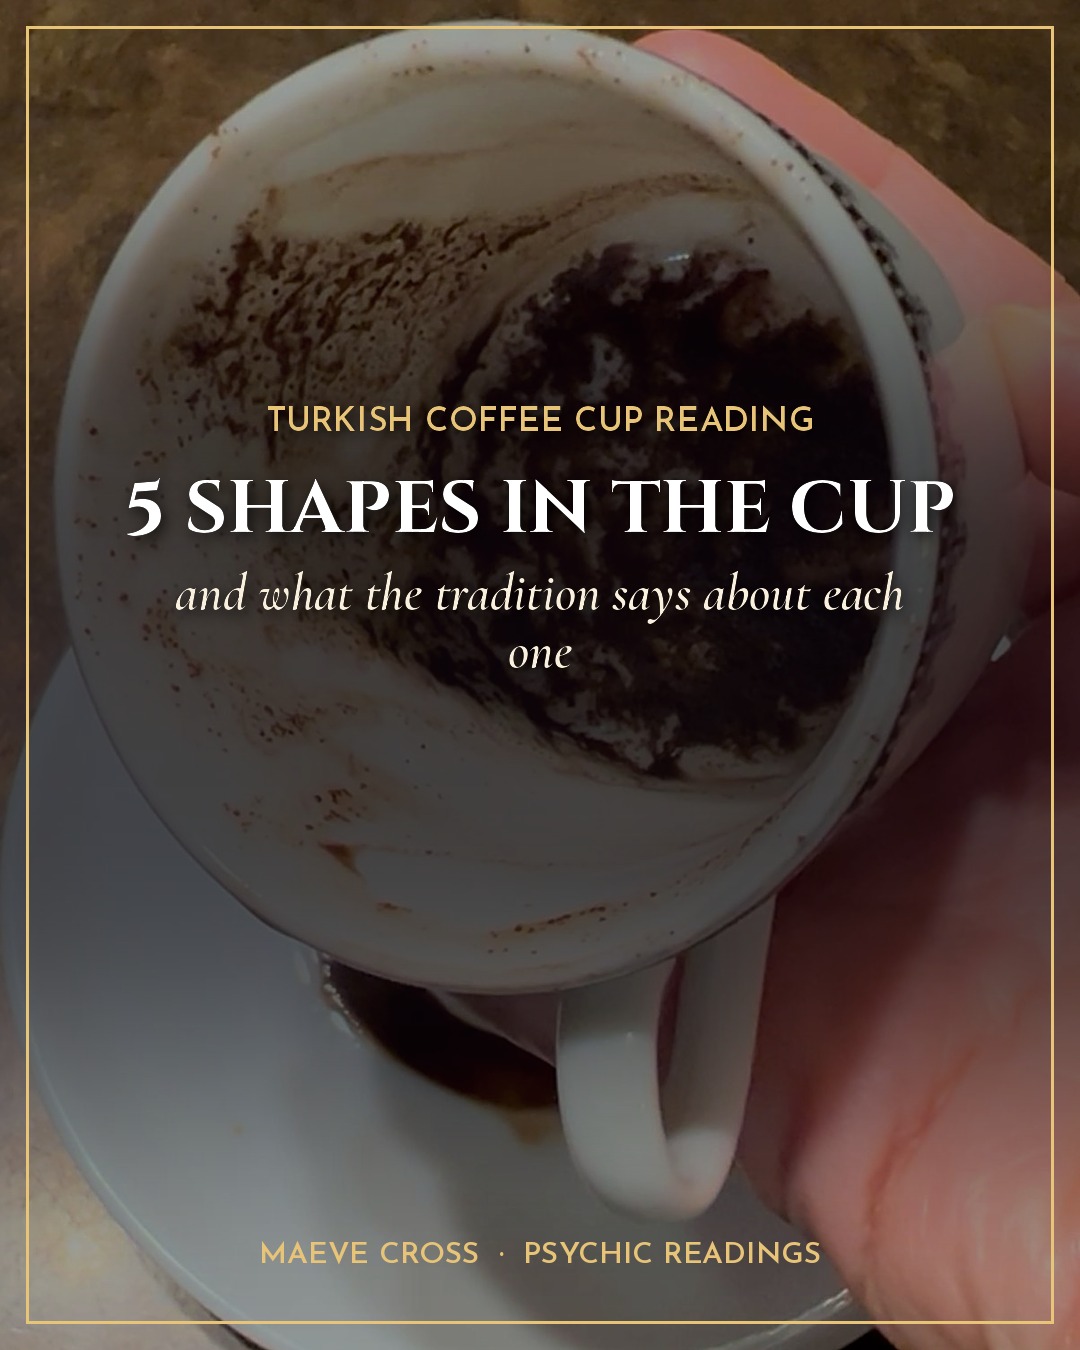 TURKISH COFFEE CUP READING
5 SHAPES IN THE CUP
and what the tradition says about each
one
MAEVE CROSS · PSYCHIC READINGS